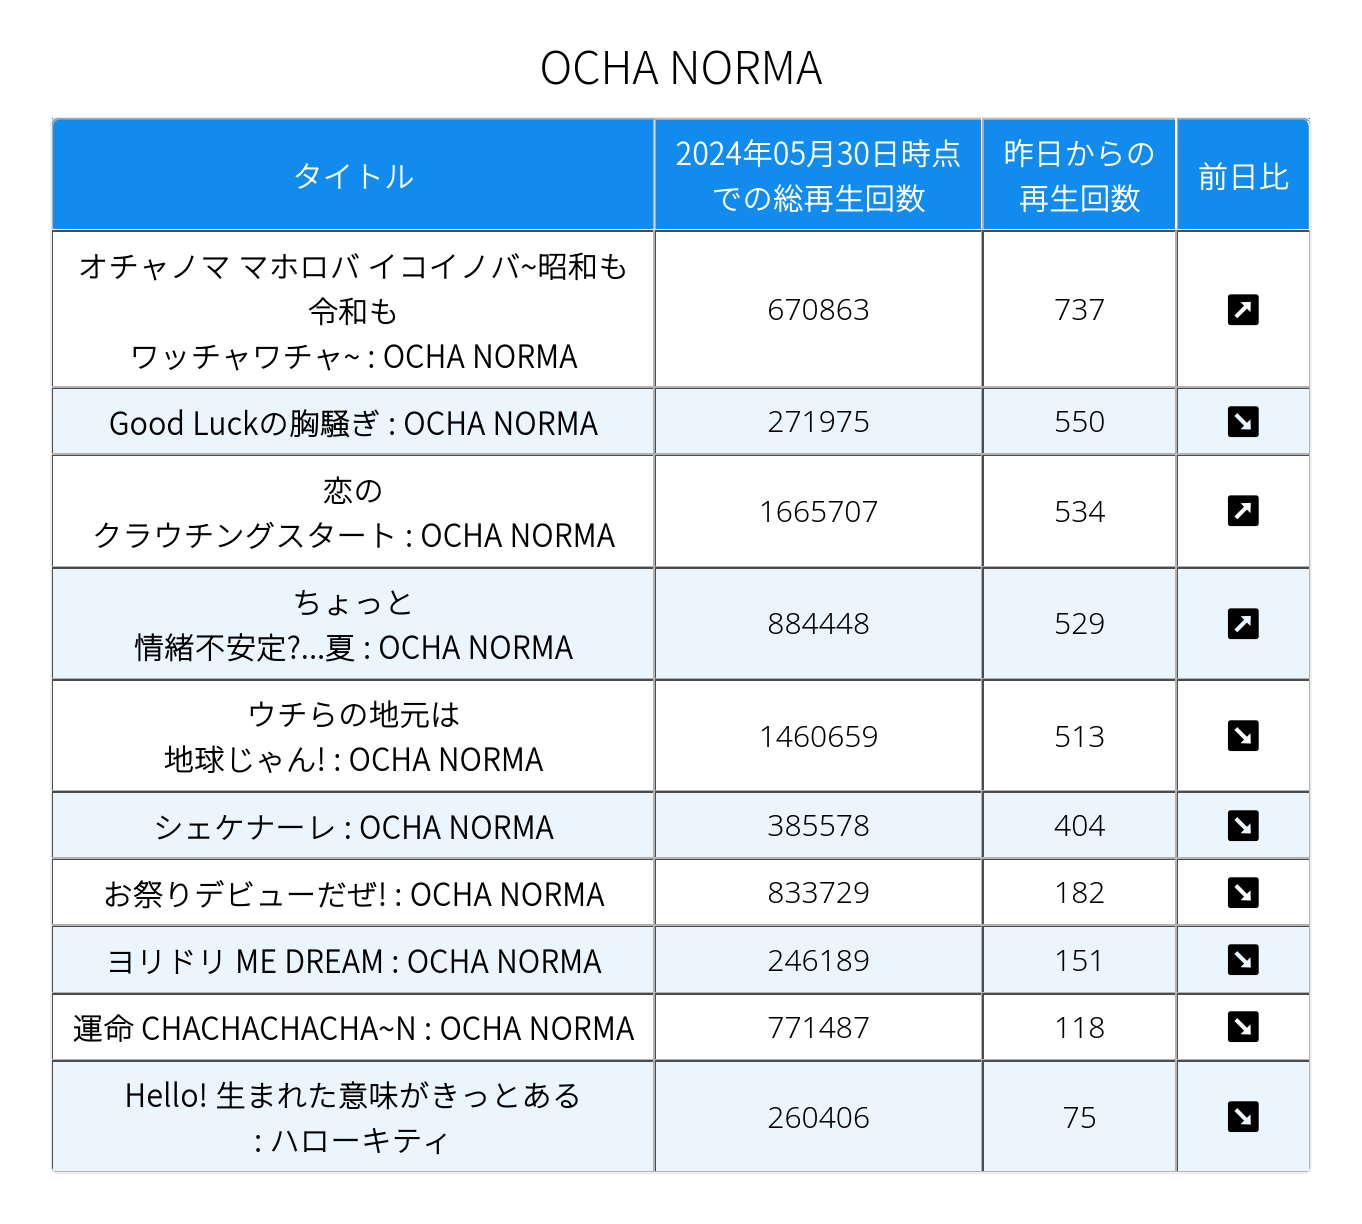 OCHA NORMA
タイトル
2024年05月30日時点
での総再生回数
昨日からの
再生回数
前日比
オチャノマ マホロバ イコイノバ~昭和も
令和も
ワッチャワチャ~ : OCHA NORMA
670863
737
Good Luckの胸騒ぎ : OCHA NORMA
271975
550
恋の
クラウチングスタート : OCHA NORMA
1665707
534
ちょっと
情緒不安定?...夏 : OCHA NORMA
884448
529
ウチらの地元は
地球じゃん! : OCHA NORMA
1460659
513
シェケナーレ : OCHA NORMA
385578
404
お祭りデビューだぜ! : OCHA NORMA
833729
182
ヨリドリ ME DREAM : OCHA NORMA
246189
151
運命 CHACHACHACHA~N : OCHA NORMA
771487
118
Hello! 生まれた意味がきっとある
: ハローキティ
260406
75